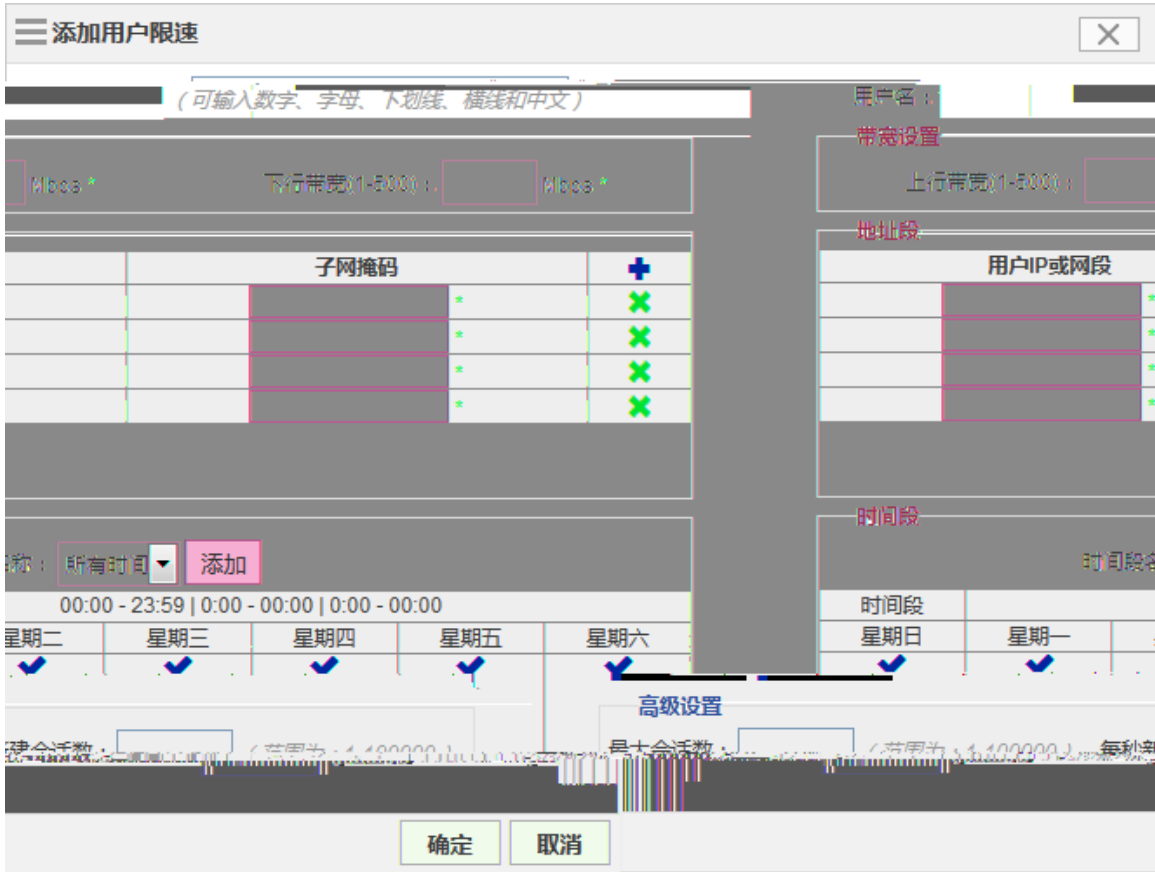 添加用户限速
（可输入数字、字母、下划线、横线和中文）
用户名：
带宽设置
下行带宽(1-500)：
上行带宽(1-500)：
地址段
子网掩码
用户IP或网段
*
*
*
*
*
*
*
*
时间段
称： 所有时间 添加
时间段名
00:00 - 23:59 | 0:00 - 00:00 | 0:00 - 00:00
时间段
星期二 星期三 星期四 星期五 星期六
星期日 星期一
高级设置
建会话数： （范围为：1-100000）
最大会话数： （范围为：1-100000） 每秒新
确定 取消